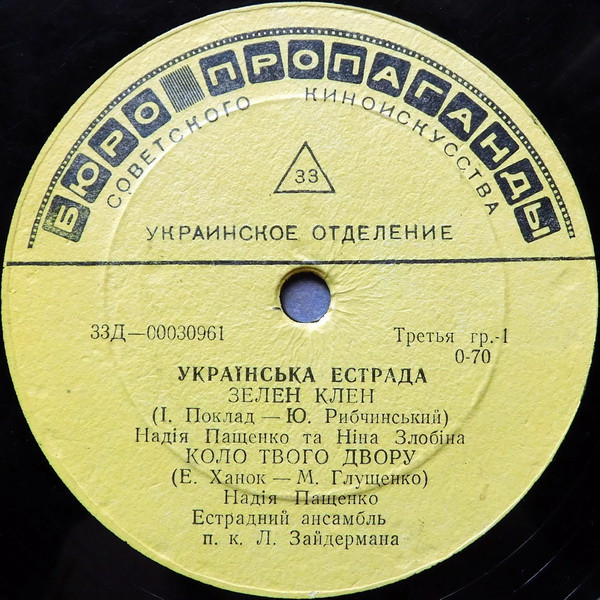 БЮРО ПРОПАГАНДЫ
СОВЕТСКОГО КИНОИСКУССТВА
33
УКРАИНСКОЕ ОТДЕЛЕНИЕ
33Д—00030961
Третья гр.-1
0-70
УКРАЇНСЬКА ЕСТРАДА
ЗЕЛЕН КЛЕН
(І. Поклад — Ю. Рибчинський)
Надія Пащенко та Ніна Злобіна
КОЛО ТВОГО ДВОРУ
(Е. Ханок — М. Глущенко)
Надія Пащенко
Естрадний ансамбль
п. к. Л. Зайдермана